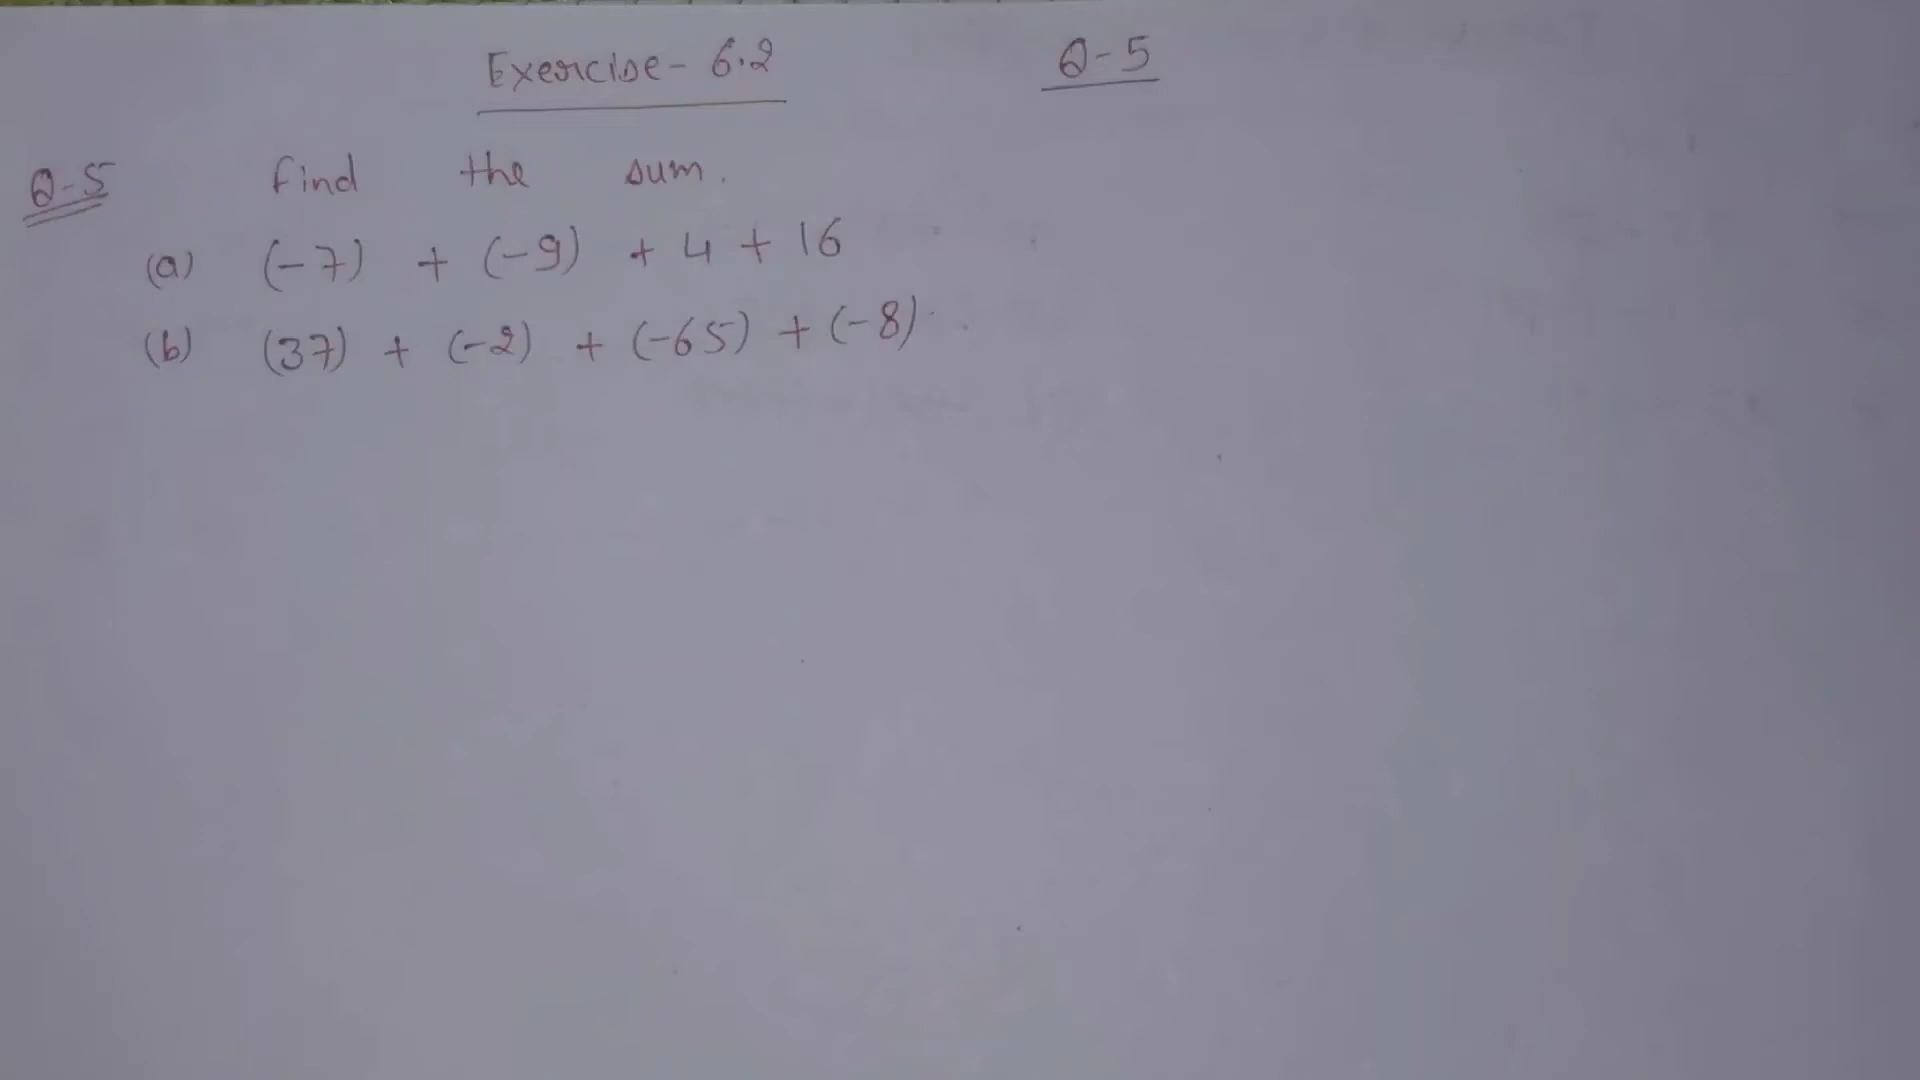 Exercise - 6.2 Q-5
Q-5 Find the sum.
(a) (-7) + (-9) + 4 + 16
(b) (37) + (-2) + (-65) + (-8).